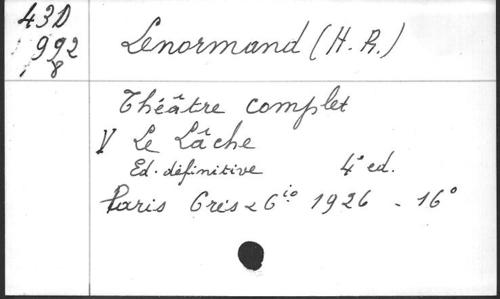 43D
992
8
Lenormand (H. R.)
Théâtre complet
V Le Lâche
Ed. définitive 4e ed.
Paris Crès & Cie 1926 - 16°